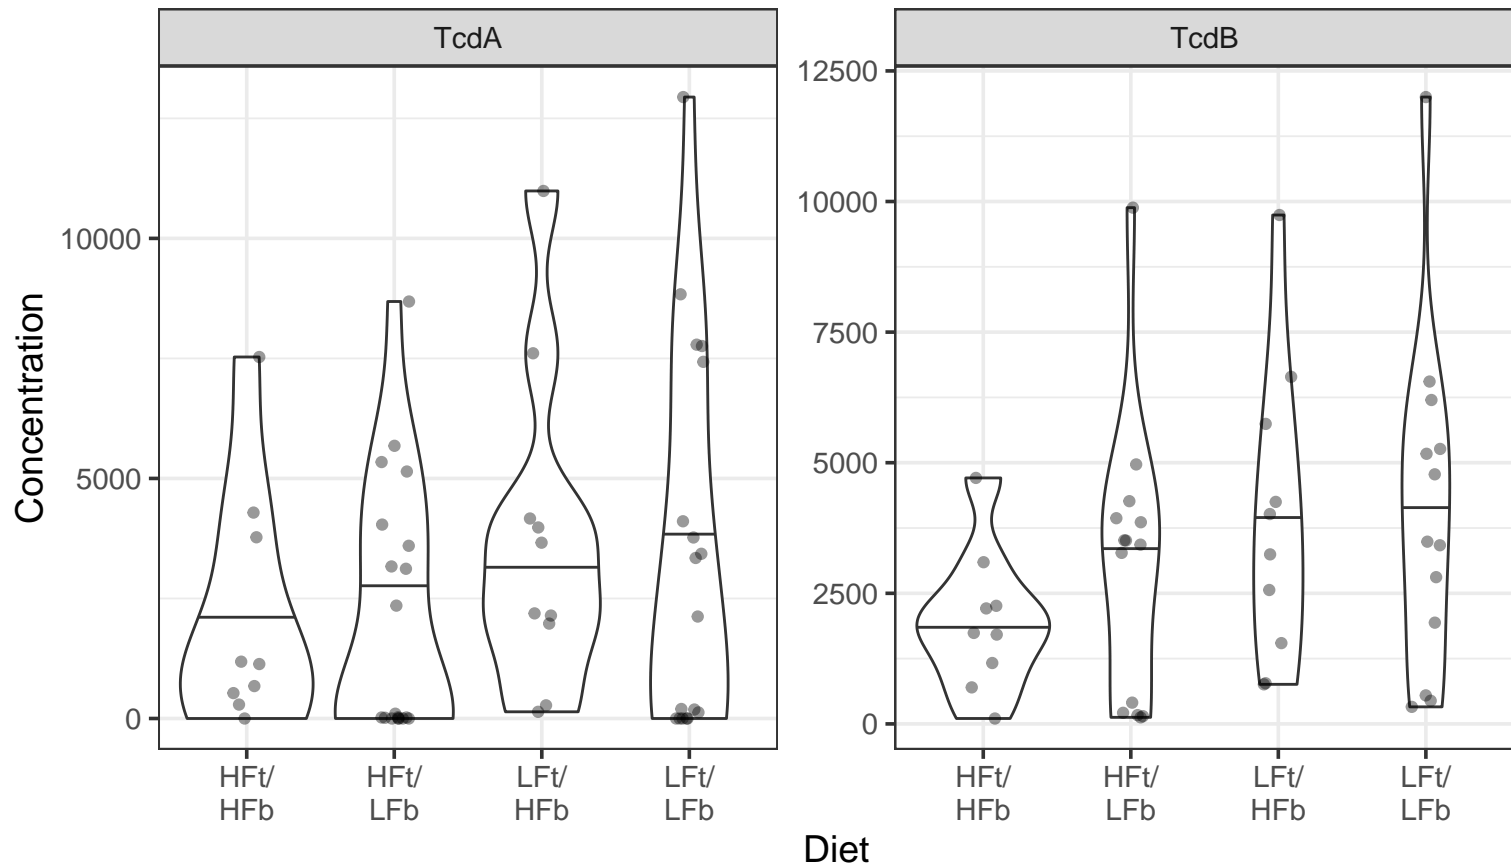 TcdA
TcdB
Concentration
10000
5000
0
12500
10000
7500
5000
2500
0
HFt/
HFb
HFt/
LFb
LFt/
HFb
LFt/
LFb
HFt/
HFb
HFt/
LFb
LFt/
HFb
LFt/
LFb
Diet